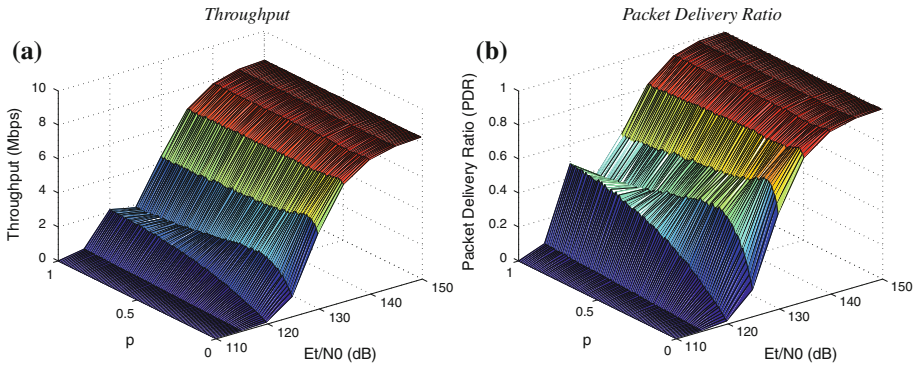 Throughput
(a)
10
8
6
4
2
0
Throughput (Mbps)
1
0.5
0
p
110
120
130
140
150
Et/N0 (dB)
Packet Delivery Ratio
(b)
1
0.8
0.6
0.4
0.2
0
Packet Delivery Ratio (PDR)
1
0.5
0
p
110
120
130
140
150
Et/N0 (dB)